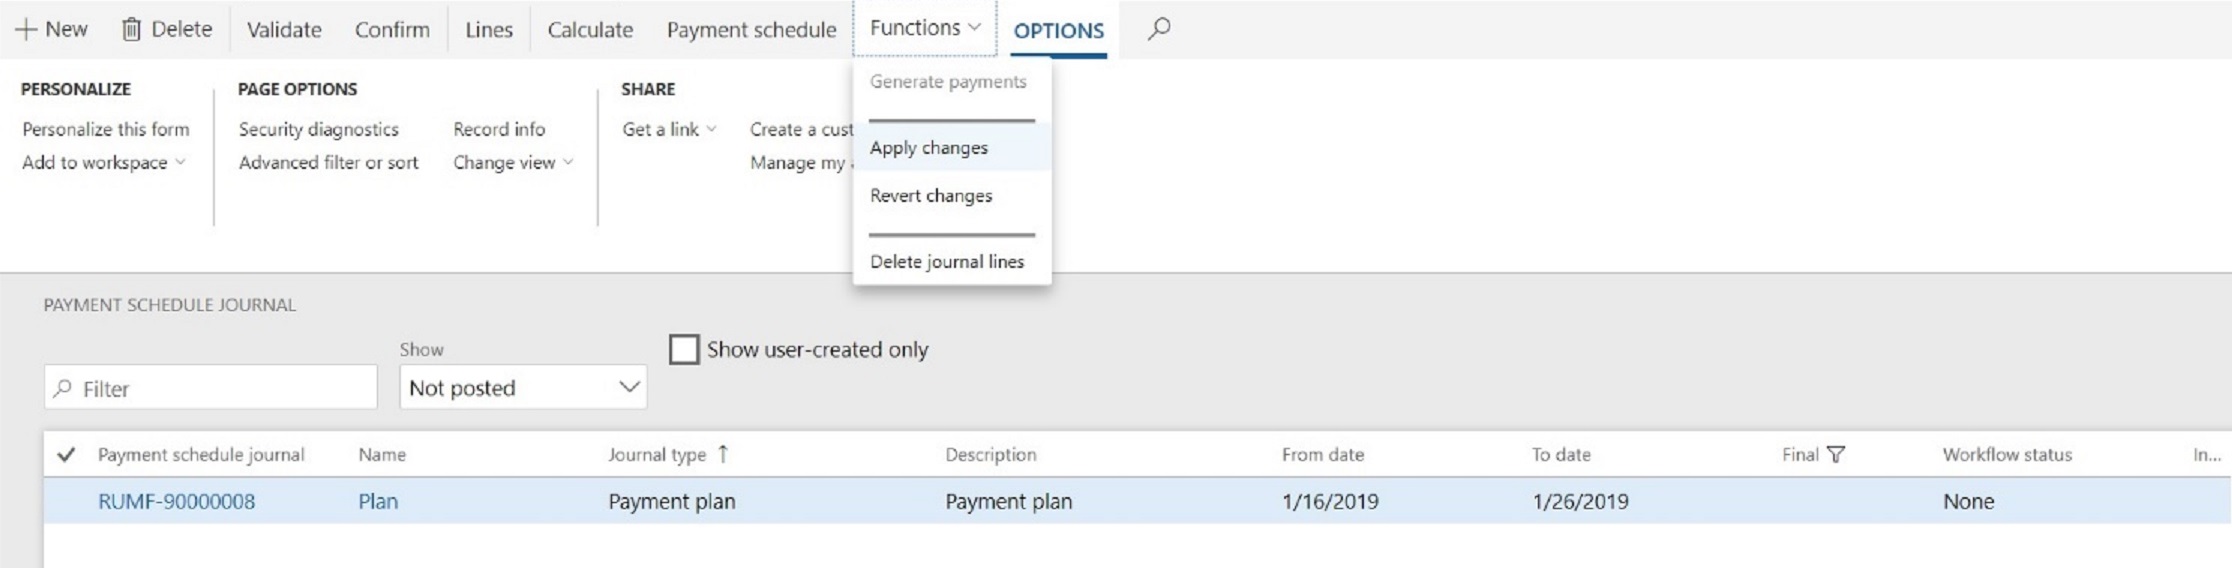 New Delete Validate Confirm Lines Calculate Payment schedule Functions OPTIONS
PERSONALIZE
Personalize this form
Add to workspace
PAGE OPTIONS
Security diagnostics Record info
Advanced filter or sort Change view
SHARE
Get a link Create a cust
Manage my
Generate payments
Apply changes
Revert changes
Delete journal lines
PAYMENT SCHEDULE JOURNAL
Filter
Show
Not posted
Show user-created only
Payment schedule journal Name Journal type ↑ Description From date To date Final Workflow status In...
RUMF-90000008 Plan Payment plan Payment plan 1/16/2019 1/26/2019 None